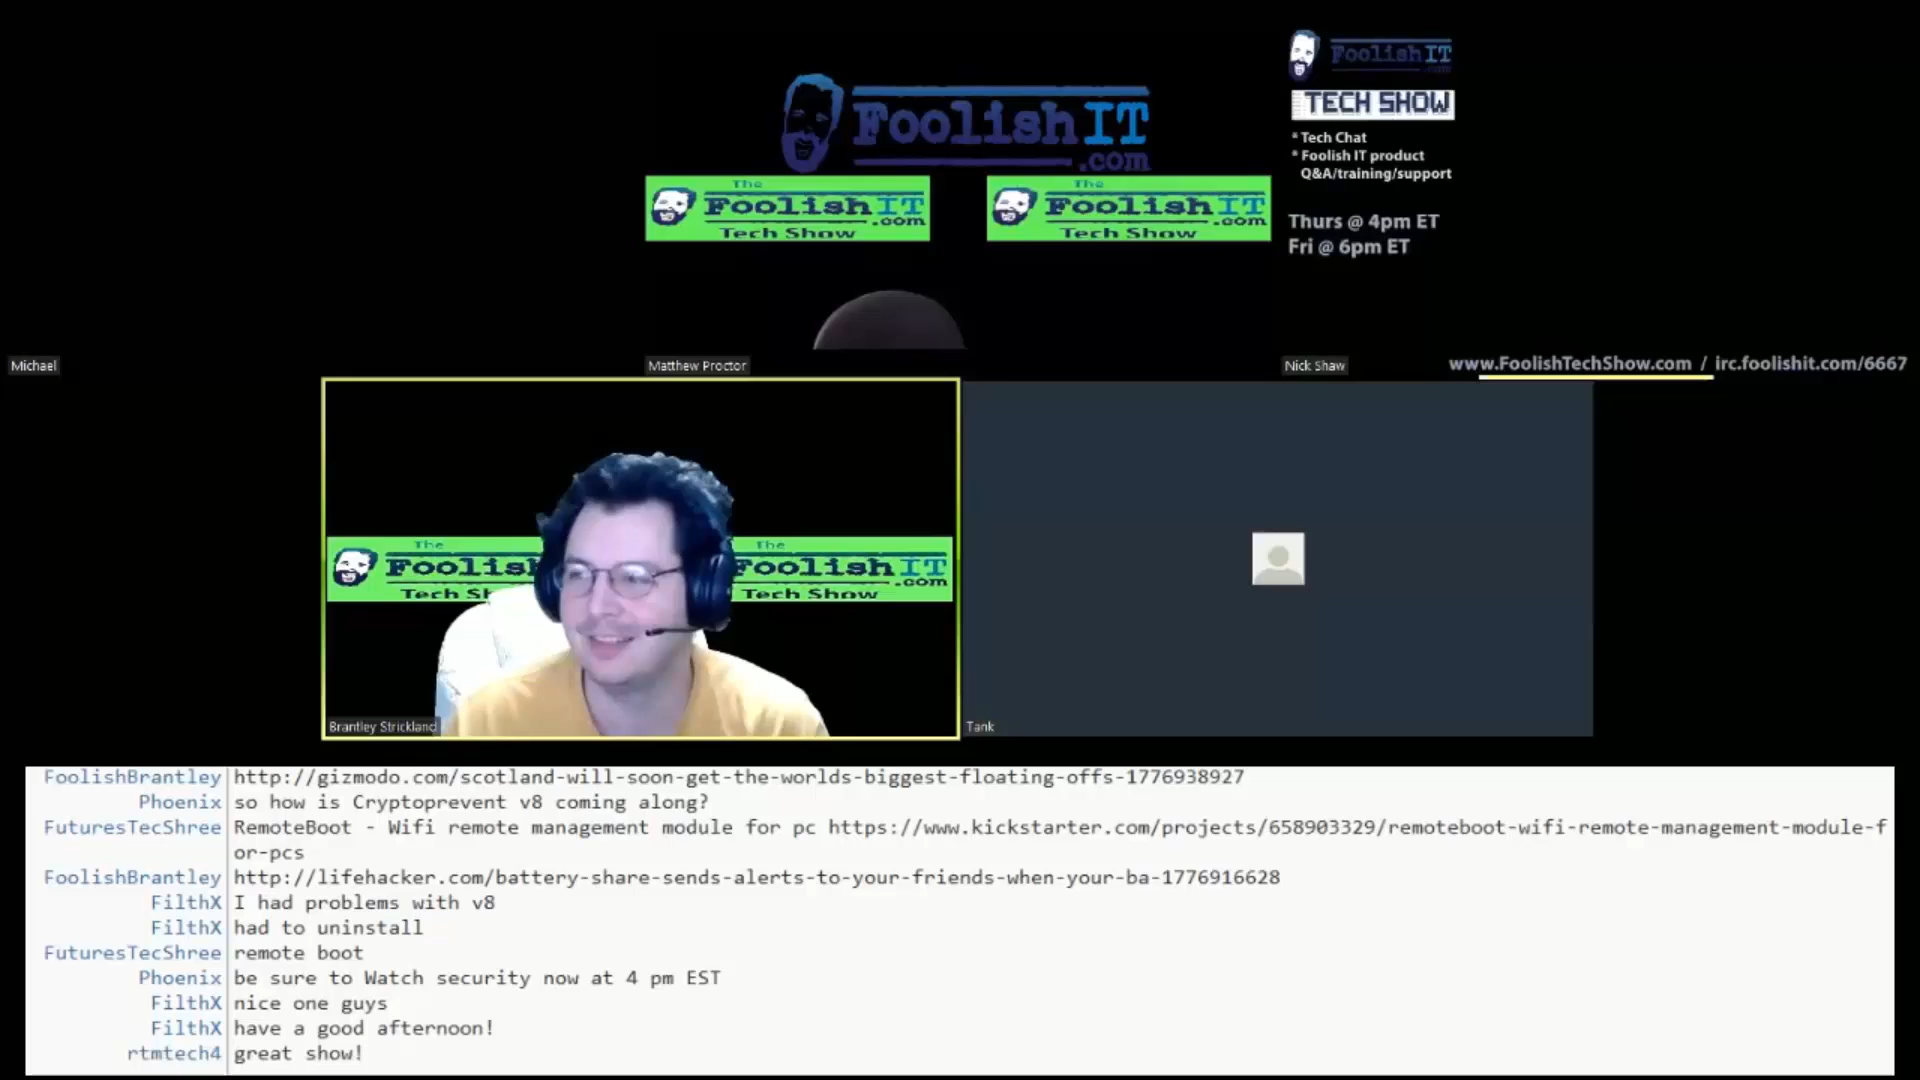 FoolishIT
.com
TECH SHOW
* Tech Chat
* Foolish IT product
Q&A/training/support
Thurs @ 4pm ET
Fri @ 6pm ET
FoolishIT
.com
The
FoolishIT
.com
Tech Show
The
FoolishIT
.com
Tech Show
Michael
Matthew Proctor
Nick Shaw
www.FoolishTechShow.com / irc.foolishit.com/6667
The
Foolish
Tech S
The
FoolishIT
.com
Tech Show
Brantley Strickland
Tank
FoolishBrantley http://gizmodo.com/scotland-will-soon-get-the-worlds-biggest-floating-offs-1776938927
Phoenix so how is Cryptoprevent v8 coming along?
FuturesTecShree RemoteBoot - Wifi remote management module for pc https://www.kickstarter.com/projects/658903329/remoteboot-wifi-remote-management-module-f
or-pcs
FoolishBrantley http://lifehacker.com/battery-share-sends-alerts-to-your-friends-when-your-ba-1776916628
FilthX I had problems with v8
FilthX had to uninstall
FuturesTecShree remote boot
Phoenix be sure to Watch security now at 4 pm EST
FilthX nice one guys
FilthX have a good afternoon!
rtmtech4 great show!